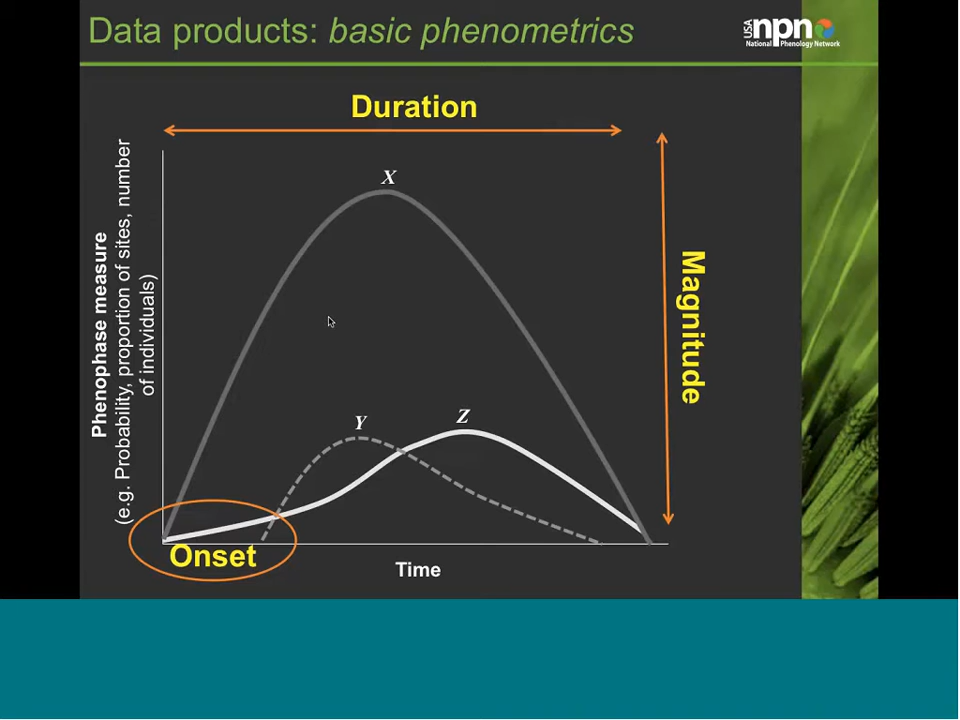 Data products: basic phenometrics
USA
npn
National Phenology Network
Duration
X
Phenophase measure
(e.g. Probability, proportion of sites, number
of individuals)
Magnitude
Y
Z
Onset
Time